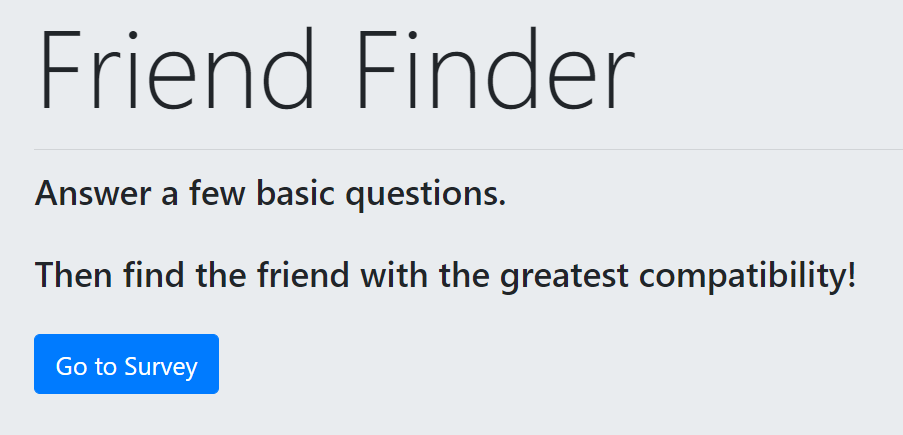 Friend Finder
Answer a few basic questions.
Then find the friend with the greatest compatibility!
Go to Survey